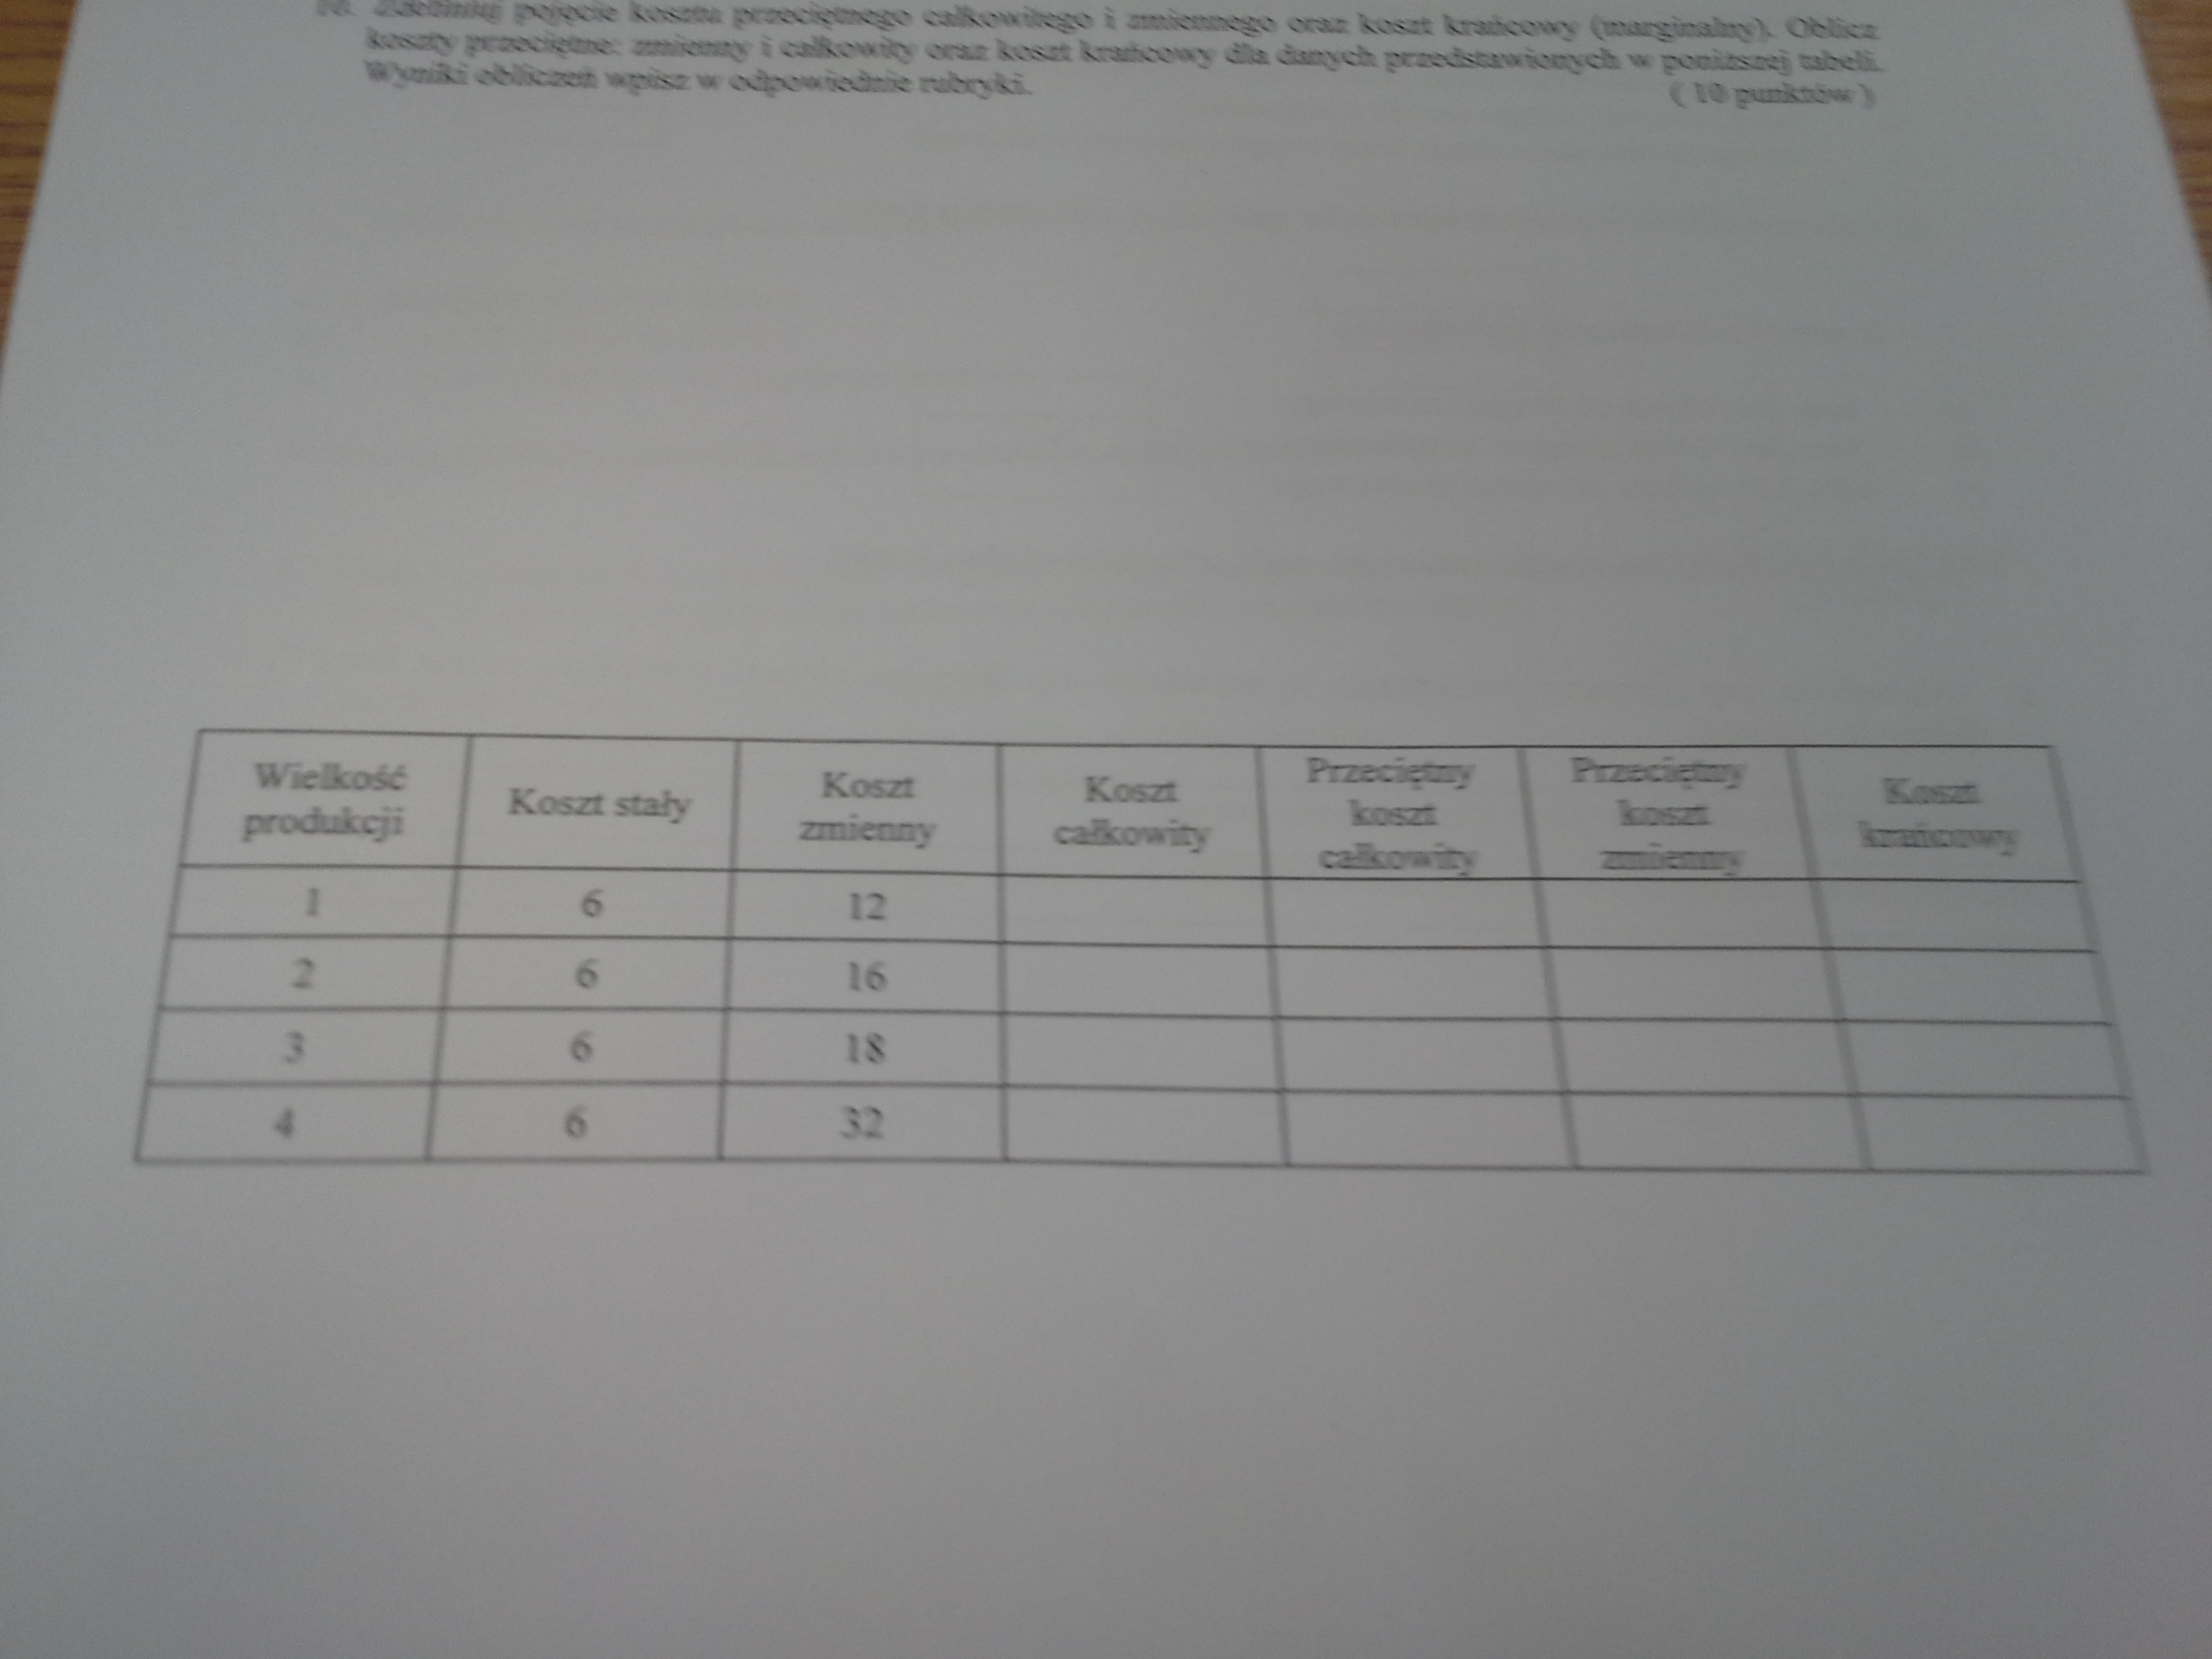 10. Zdefiniuj pojęcie kosztu przeciętnego całkowitego i zmiennego oraz koszt krańcowy (marginalny). Oblicz
koszty przeciętne: zmienny i całkowity oraz koszt krańcowy dla danych przedstawionych w poniższej tabeli.
Wyniki obliczeń wpisz w odpowiednie rubryki. ( 10 punktów )
Wielkość produkcji Koszt stały Koszt zmienny Koszt całkowity Przeciętny koszt całkowity Przeciętny koszt zmienny Koszt krańcowy
1 6 12
2 6 16
3 6 18
4 6 32